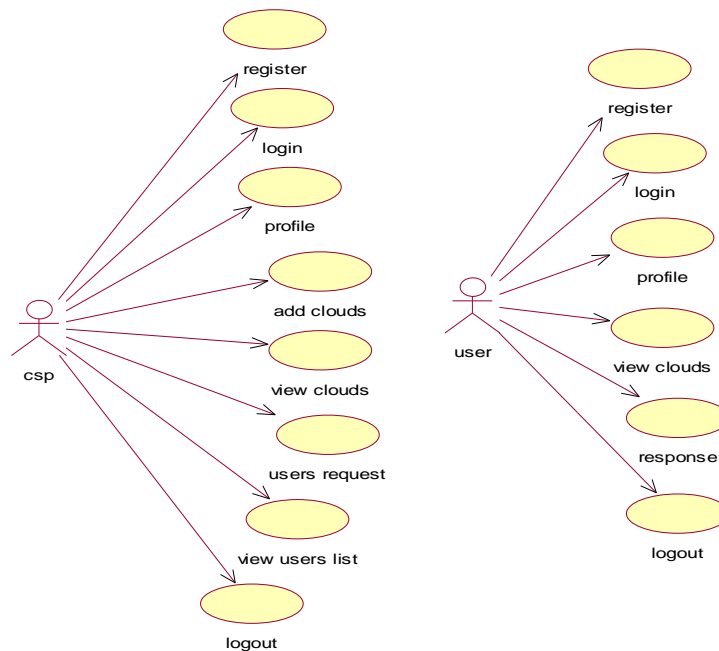 register
login
profile
add clouds
view clouds
csp
users request
view users list
logout
register
login
profile
view clouds
user
response
logout